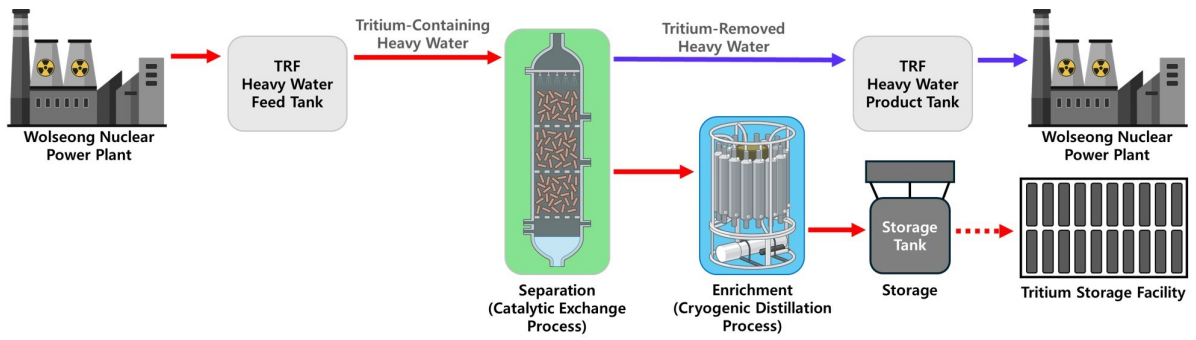 Tritium-Containing
Heavy Water
Tritium-Removed
Heavy Water
TRF
Heavy Water
Feed Tank
TRF
Heavy Water
Product Tank
Wolseong Nuclear
Power Plant
Wolseong Nuclear
Power Plant
Storage
Tank
Separation
(Catalytic Exchange
Process)
Enrichment
(Cryogenic Distillation
Process)
Storage
Tritium Storage Facility